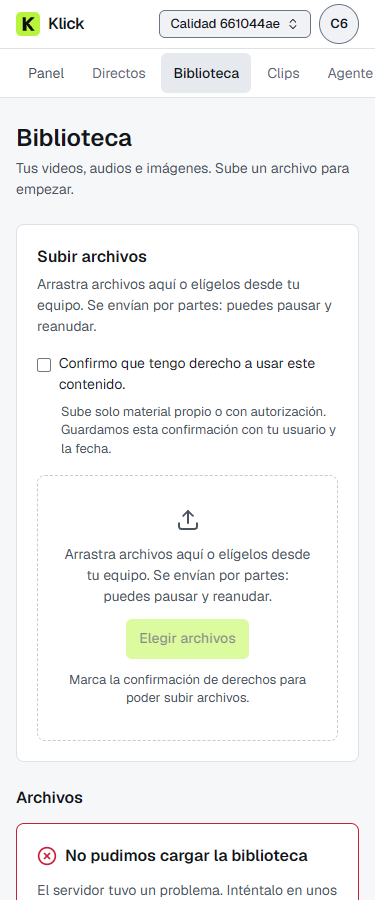 K Klick
Calidad 661044ae
C6
Panel Directos Biblioteca Clips Agente
Biblioteca
Tus videos, audios e imágenes. Sube un archivo para
empezar.
Subir archivos
Arrastra archivos aquí o elígelos desde tu
equipo. Se envían por partes: puedes pausar y
reanudar.
Confirmo que tengo derecho a usar este
contenido.
Sube solo material propio o con autorización.
Guardamos esta confirmación con tu usuario y
la fecha.
Arrastra archivos aquí o elígelos desde
tu equipo. Se envían por partes:
puedes pausar y reanudar.
Elegir archivos
Marca la confirmación de derechos para
poder subir archivos.
Archivos
No pudimos cargar la biblioteca
El servidor tuvo un problema. Inténtalo en unos